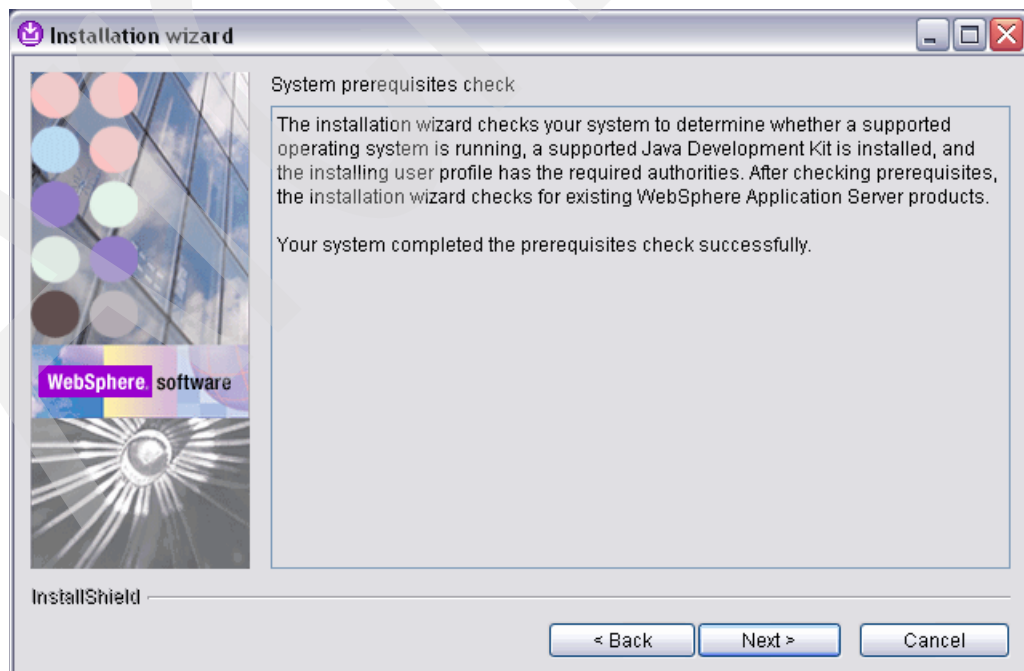 Installation wizard
System prerequisites check
The installation wizard checks your system to determine whether a supported
operating system is running, a supported Java Development Kit is installed, and
the installing user profile has the required authorities. After checking prerequisites,
the installation wizard checks for existing WebSphere Application Server products.
Your system completed the prerequisites check successfully.
WebSphere. software
InstallShield
< Back Next > Cancel